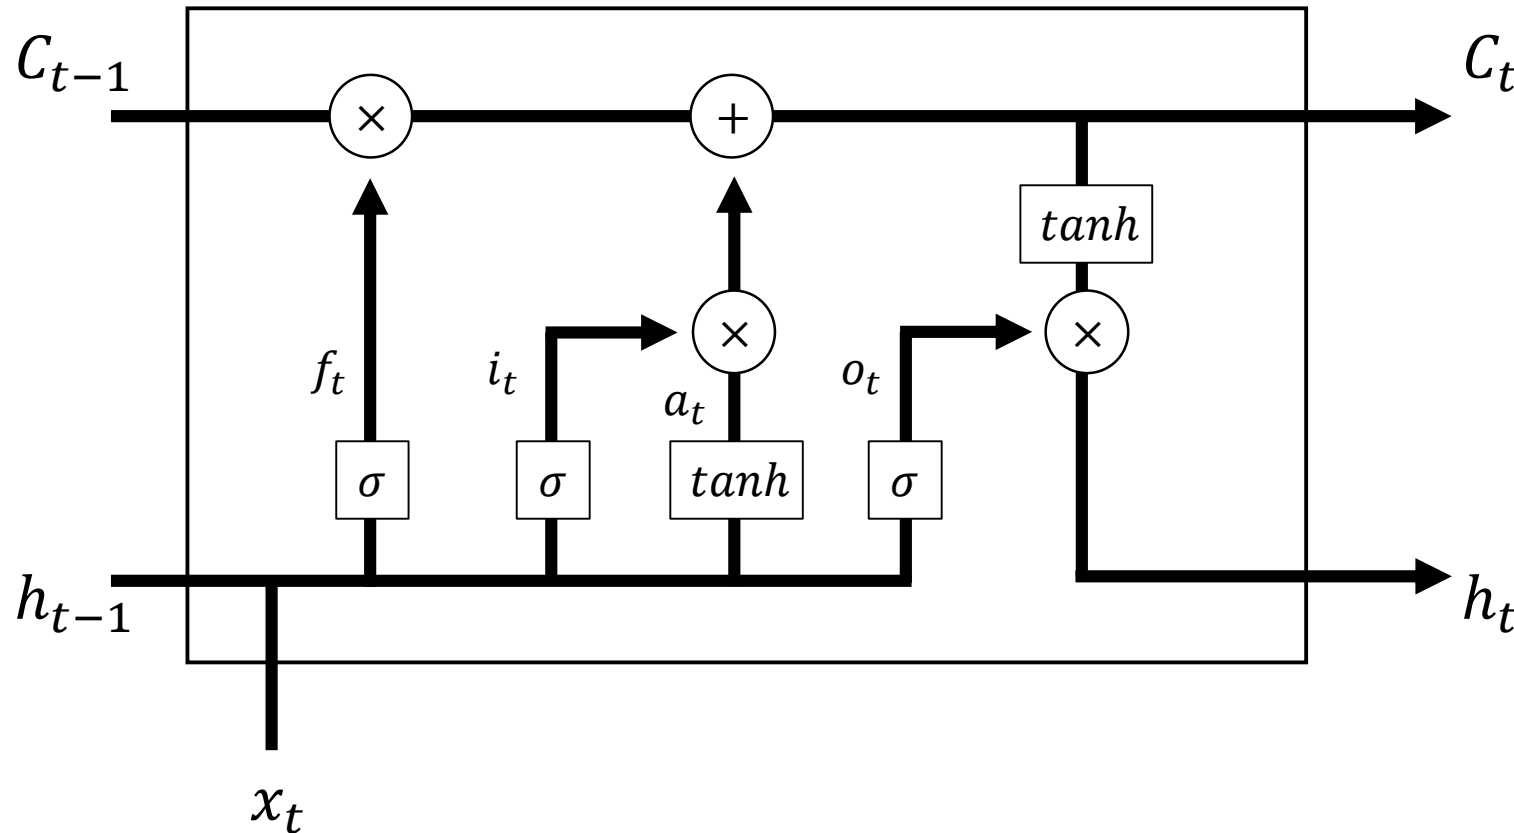 C_{t-1}
C_t
×
+
tanh
×
×
f_t
i_t
a_t
o_t
σ
σ
tanh
σ
h_{t-1}
h_t
x_t